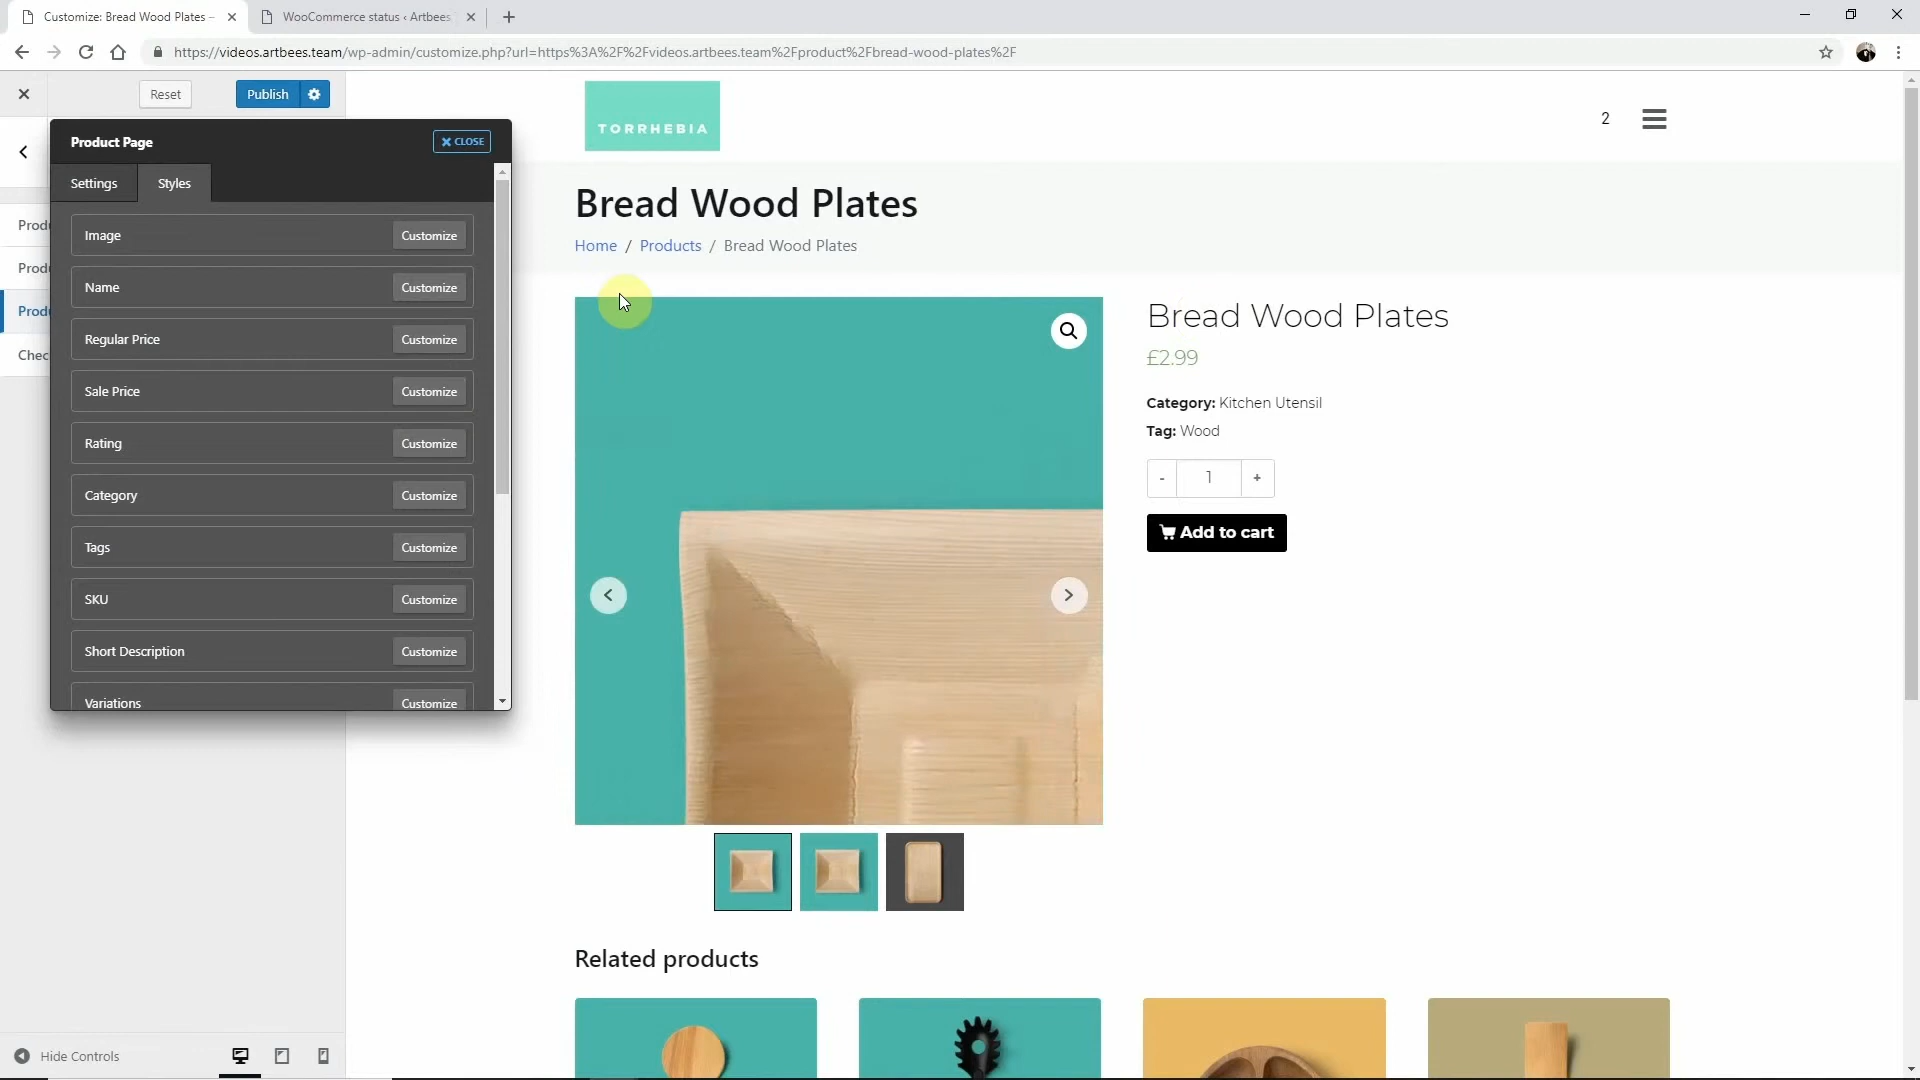 Customize: Bread Wood Plates –
WooCommerce status ‹ Artbees
https://videos.artbees.team/wp-admin/customize.php?url=https%3A%2F%2Fvideos.artbees.team%2Fproduct%2Fbread-wood-plates%2F
Reset
Publish
Product Page
CLOSE
Settings
Styles
Image
Customize
Name
Customize
Regular Price
Customize
Sale Price
Customize
Rating
Customize
Category
Customize
Tags
Customize
SKU
Customize
Short Description
Customize
Variations
Customize
Produ
Produ
Produ
Chec
Hide Controls
TORRHEBIA
2
Bread Wood Plates
Home / Products / Bread Wood Plates
Bread Wood Plates
£2.99
Category: Kitchen Utensil
Tag: Wood
- 1 +
Add to cart
Related products